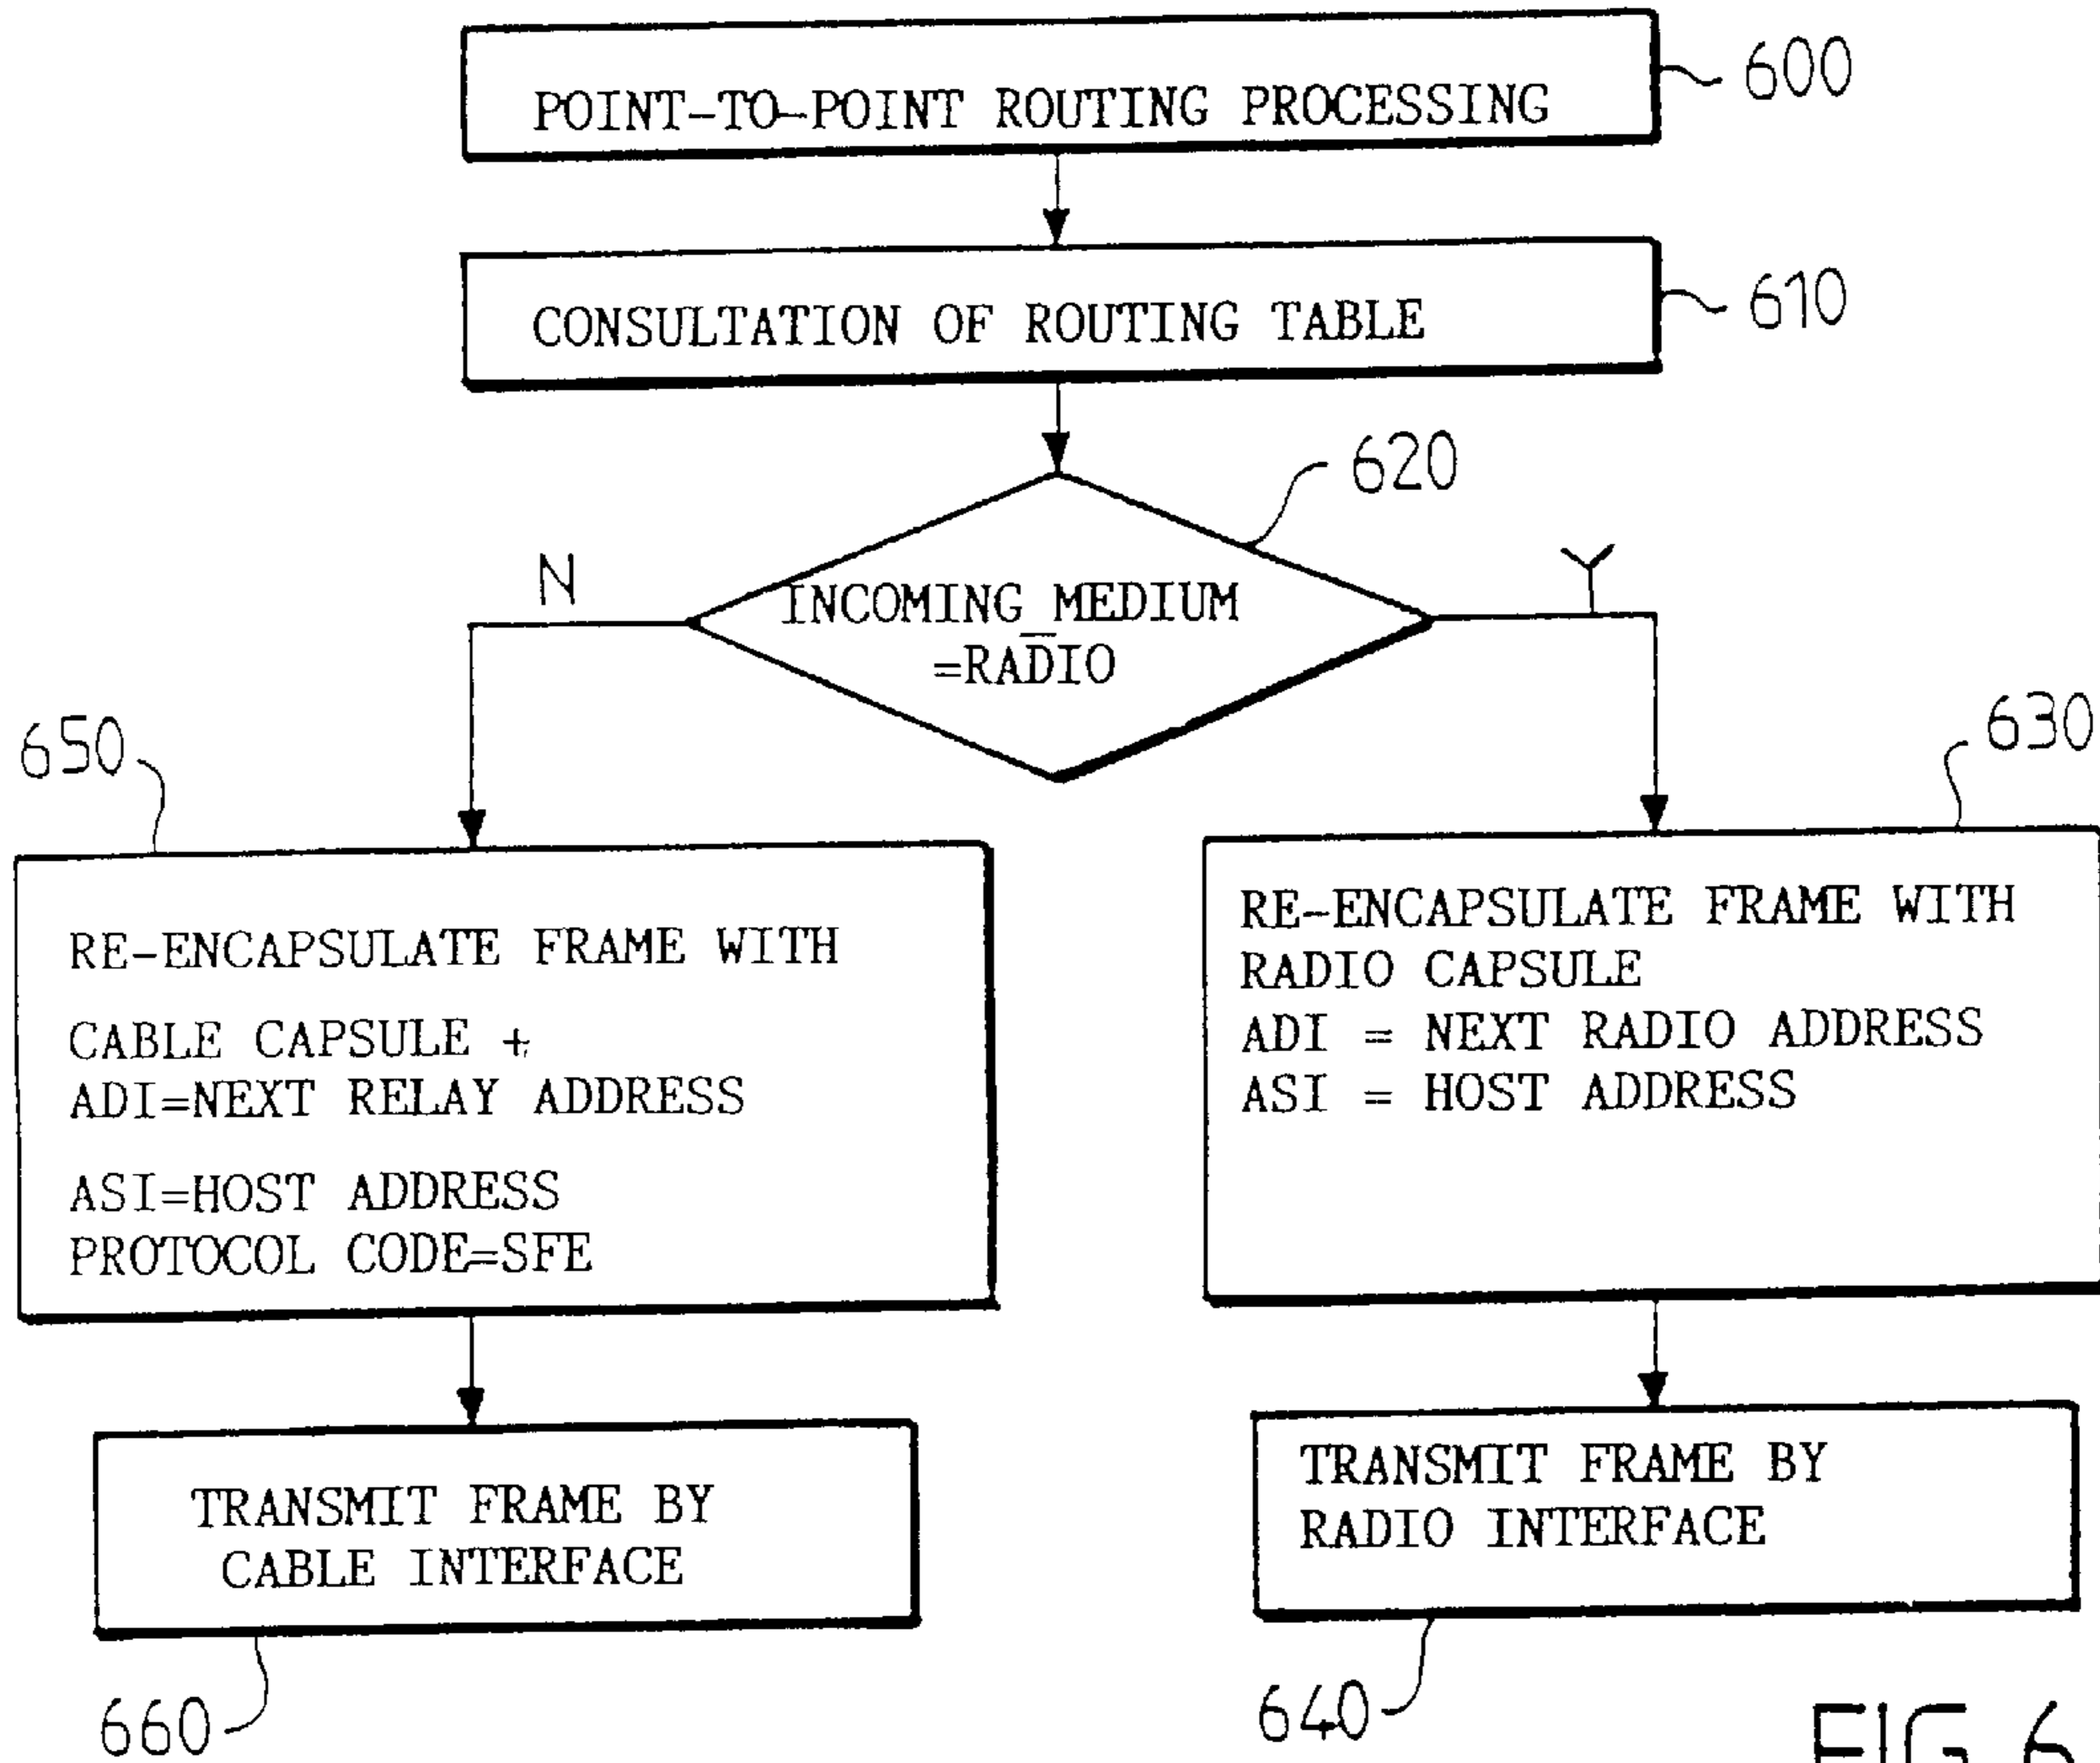 POINT-TO-POINT ROUTING PROCESSING
600
CONSULTATION OF ROUTING TABLE
610
620
N
INCOMING_MEDIUM
=RADIO
Y
650
630
RE-ENCAPSULATE FRAME WITH
CABLE CAPSULE +
ADI=NEXT RELAY ADDRESS
ASI=HOST ADDRESS
PROTOCOL CODE=SFE
RE-ENCAPSULATE FRAME WITH
RADIO CAPSULE
ADI = NEXT RADIO ADDRESS
ASI = HOST ADDRESS
TRANSMIT FRAME BY
CABLE INTERFACE
TRANSMIT FRAME BY
RADIO INTERFACE
660
640
FIG.6